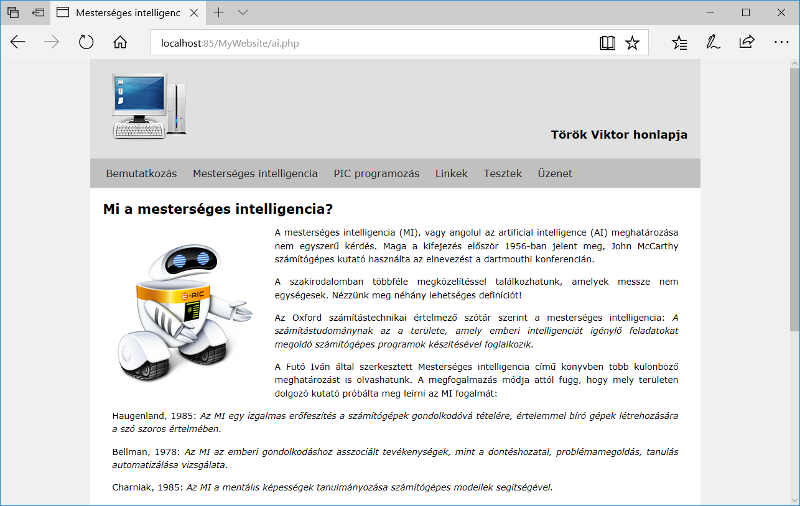 Mesterséges intelligenc
localhost:85/MyWebsite/ai.php
Török Viktor honlapja
Bemutatkozás Mesterséges intelligencia PIC programozás Linkek Tesztek Üzenet
Mi a mesterséges intelligencia?
A mesterséges intelligencia (MI), vagy angolul az artificial intelligence (AI) meghatározása
nem egyszerű kérdés. Maga a kifejezés először 1956-ban jelent meg, John McCarthy
számítógépes kutató használta az elnevezést a dartmouthi konferencián.
A szakirodalomban többféle megközelítéssel találkozhatunk, amelyek messze nem
egységesek. Nézzünk meg néhány lehetséges definíciót!
Az Oxford számítástechnikai értelmező szótár szerint a mesterséges intelligencia: A
számítástudománynak az a területe, amely emberi intelligenciát igénylő feladatokat
megoldó számítógépes programok készítésével foglalkozik.
E-RIC
A Futó Iván által szerkesztett Mesterséges intelligencia című könyvben több különböző
meghatározást is olvashatunk. A megfogalmazás módja attól függ, hogy mely területen
dolgozó kutató próbálta meg leírni az MI fogalmát:
Haugenland, 1985: Az MI egy izgalmas erőfeszítés a számítógépek gondolkodóvá tételére, értelemmel bíró gépek létrehozására
a szó szoros értelmében.
Bellman, 1978: Az MI az emberi gondolkodáshoz asszociált tevékenységek, mint a dontéshozatal, problémamegoldás, tanulás
automatizálása vizsgálata.
Charniak, 1985: Az MI a mentális képességek tanulmányozása számítógépes modellek segítségével.